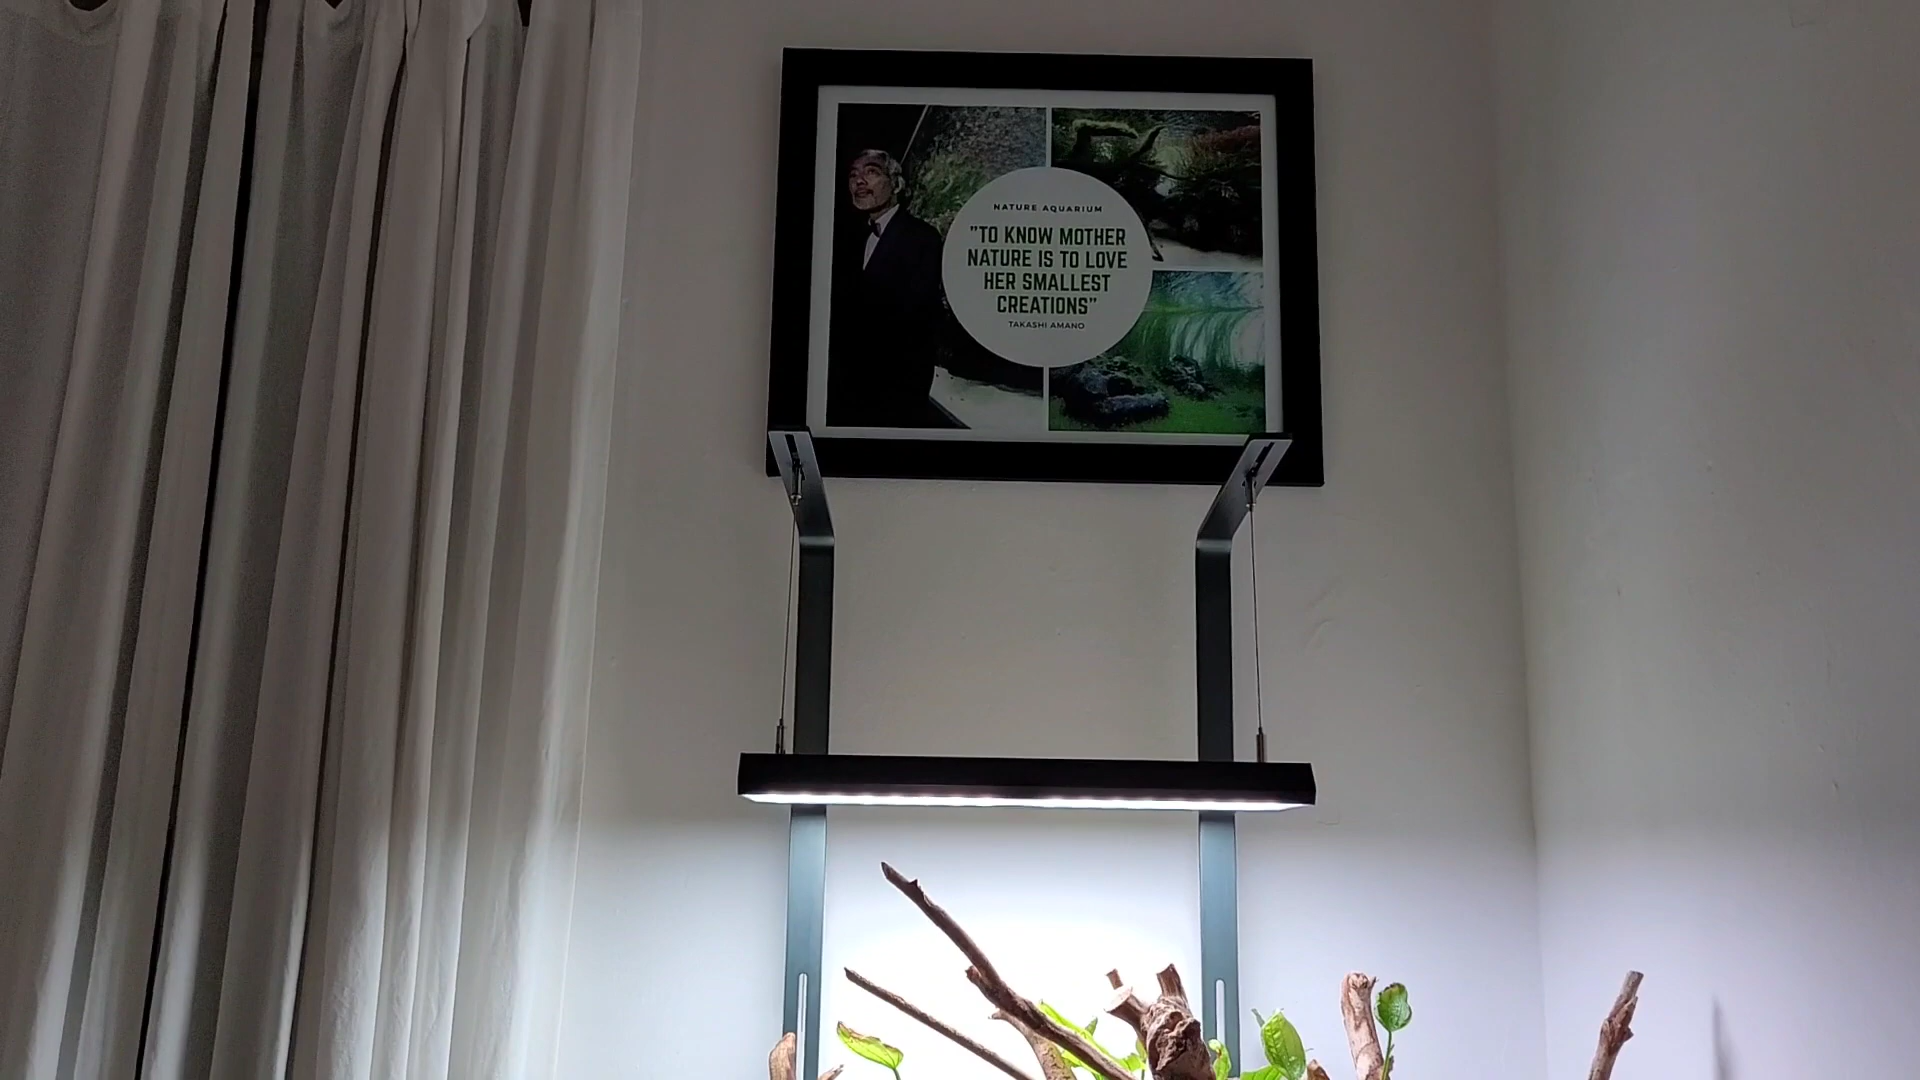 NATURE AQUARIUM
"TO KNOW MOTHER
NATURE IS TO LOVE
HER SMALLEST
CREATIONS"
TAKASHI AMANO